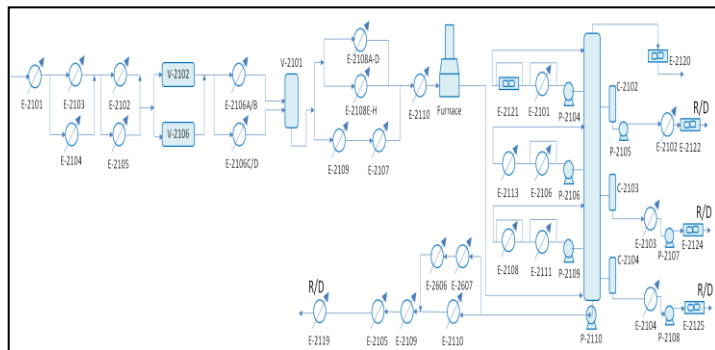 E-2101
E-2103
E-2104
E-2102
E-2105
V-2102
V-2106
E-2106A/B
E-2106C/D
V-2101
E-2108A-D
E-2108E-H
E-2109
E-2107
E-2110
Furnace
E-2121
E-2101
P-2104
E-2113
E-2106
P-2106
E-2108
E-2111
P-2109
E-2120
C-2102
R/D
P-2105
E-2102
E-2122
C-2103
R/D
E-2103
P-2107
E-2124
C-2104
R/D
E-2104
P-2108
E-2125
P-2110
E-2606
E-2607
R/D
E-2119
E-2105
E-2109
E-2110